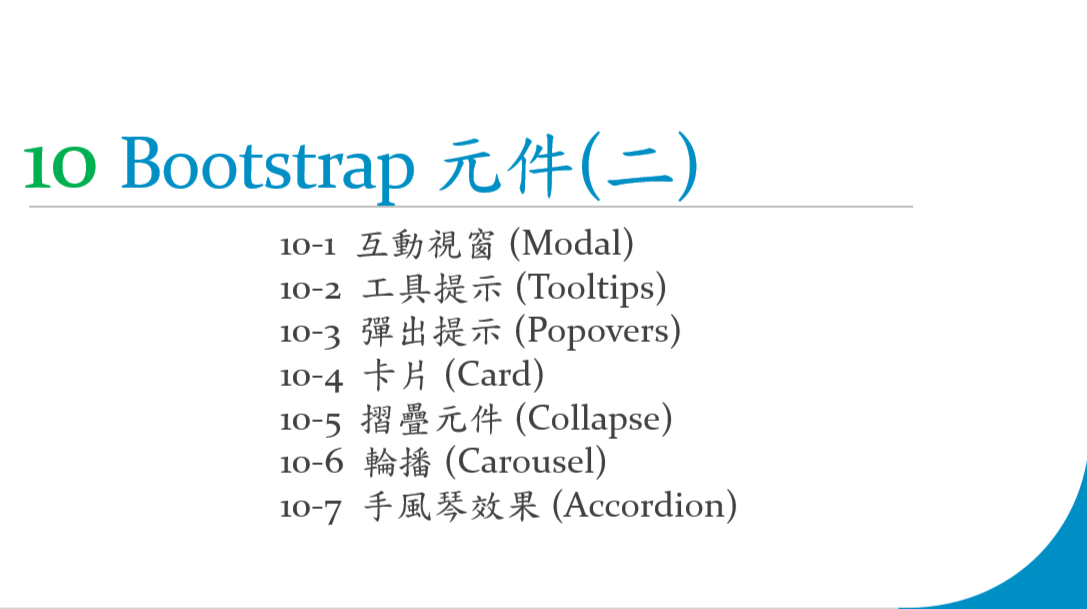 10 Bootstrap 元件(二)
10-1 互動視窗 (Modal)
10-2 工具提示 (Tooltips)
10-3 彈出提示 (Popovers)
10-4 卡片 (Card)
10-5 摺疊元件 (Collapse)
10-6 輪播 (Carousel)
10-7 手風琴效果 (Accordion)